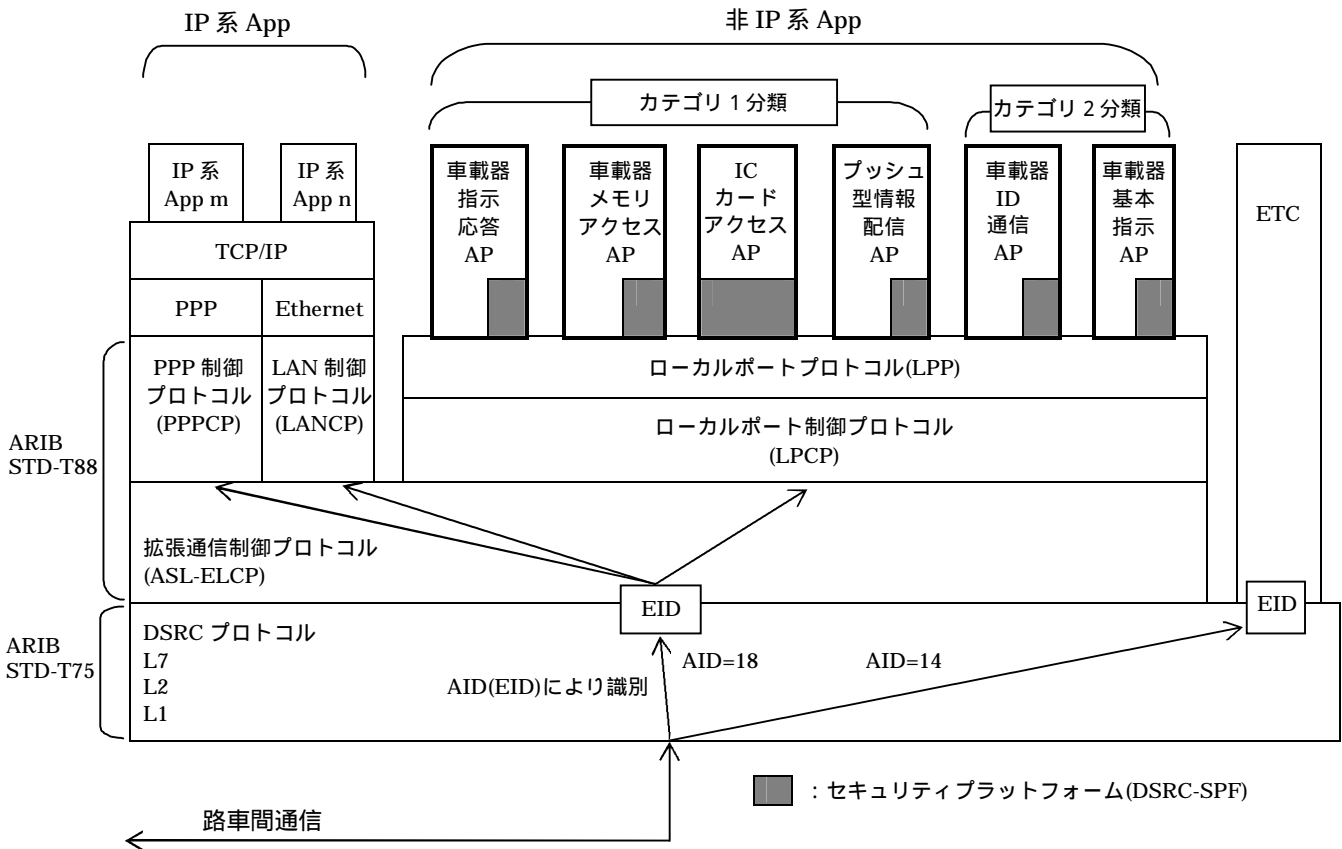 IP 系 App
非 IP 系 App
カテゴリ 1 分類
カテゴリ 2 分類
IP 系
App m
IP 系
App n
車載器
指示
応答
AP
車載器
メモリ
アクセス
AP
IC
カード
アクセス
AP
プッシュ
型情報
配信
AP
車載器
ID
通信
AP
車載器
基本
指示
AP
ETC
TCP/IP
PPP
Ethernet
PPP 制御
プロトコル
(PPPCP)
LAN 制御
プロトコル
(LANCP)
ローカルポートプロトコル(LPP)
ローカルポート制御プロトコル
(LPCP)
ARIB
STD-T88
拡張通信制御プロトコル
(ASL-ELCP)
EID
EID
ARIB
STD-T75
DSRC プロトコル
L7
L2
L1
AID(EID)により識別
AID=18
AID=14
：セキュリティプラットフォーム(DSRC-SPF)
路車間通信